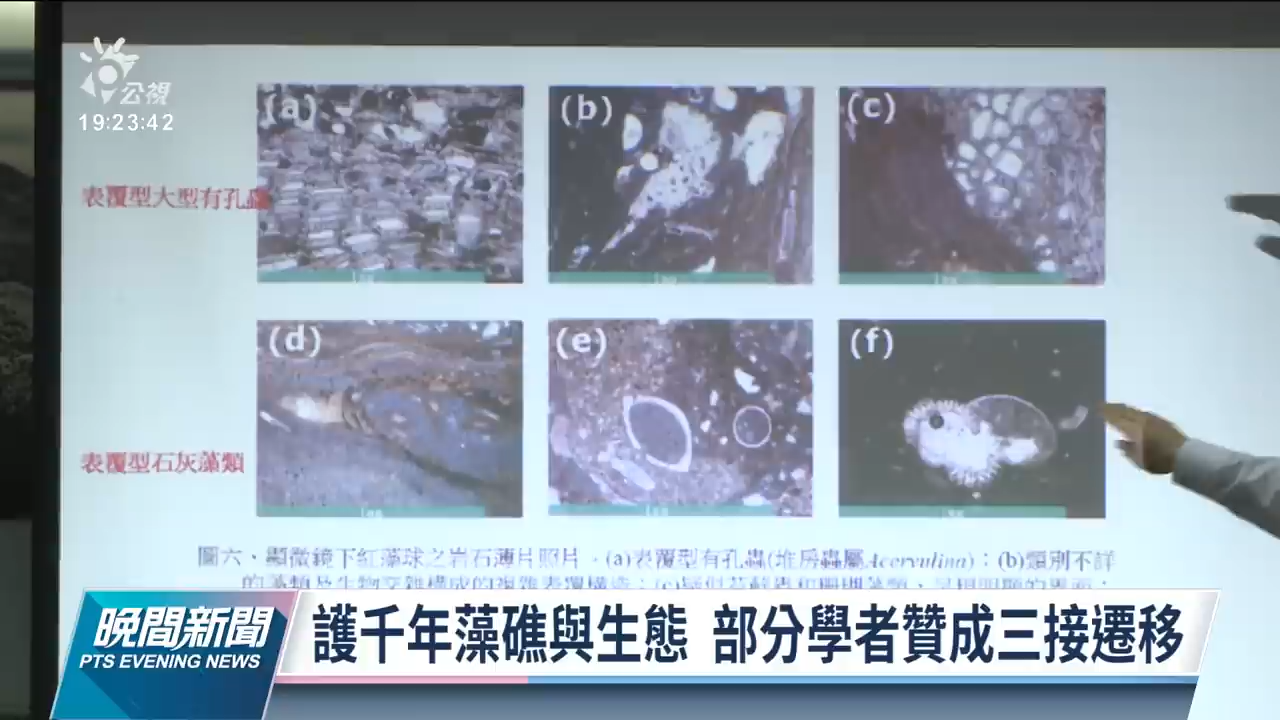 公視
19:23:42
(a)
(b)
(c)
表覆型大型有孔蟲
(d)
(e)
(f)
表覆型石灰藻類
圖六、顯微鏡下紅藻球之岩石薄片照片。(a)表覆型有孔蟲(堆房蟲屬Acervulina)；(b)類別不詳
晚間新聞
PTS EVENING NEWS
護千年藻礁與生態 部分學者贊成三接遷移